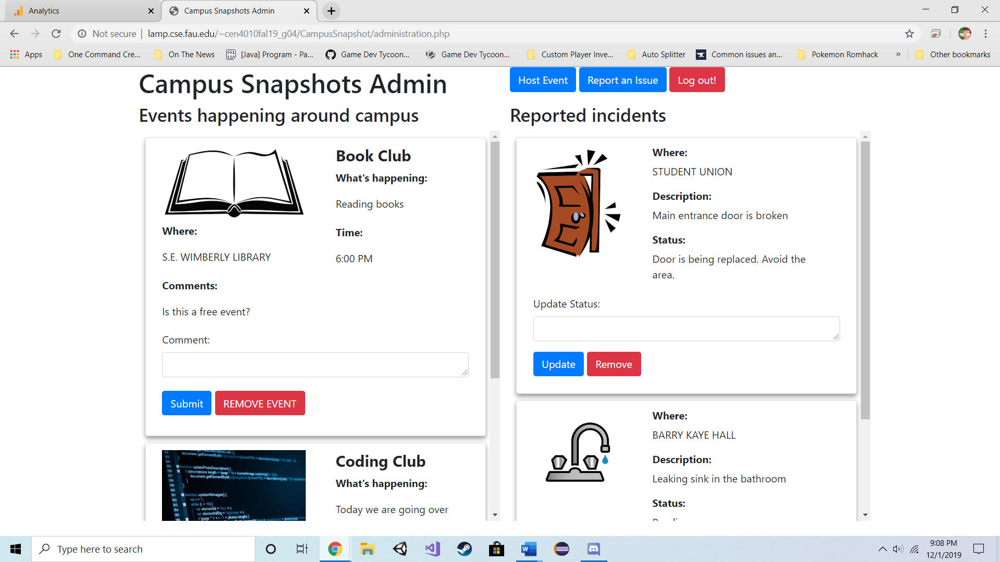 Analytics
Campus Snapshots Admin
Not secure
lamp.cse.fau.edu/~cen4010fal19_g04/CampusSnapshot/administration.php
Apps
One Command Cre...
On The News
[Java] Program - Pa...
Game Dev Tycoon...
Game Dev Tycoon...
Custom Player Inve...
Auto Splitter
Common issues an...
Pokemon Romhack
»
Other bookmarks
Campus Snapshots Admin
Host Event
Report an Issue
Log out!
Events happening around campus
Book Club
What's happening:
Reading books
Where:
Time:
S.E. WIMBERLY LIBRARY
6:00 PM
Comments:
Is this a free event?
Comment:
Submit
REMOVE EVENT
Coding Club
What's happening:
Today we are going over
Reported incidents
Where:
STUDENT UNION
Description:
Main entrance door is broken
Status:
Door is being replaced. Avoid the
area.
Update Status:
Update
Remove
Where:
BARRY KAYE HALL
Description:
Leaking sink in the bathroom
Status:
Type here to search
9:08 PM
12/1/2019